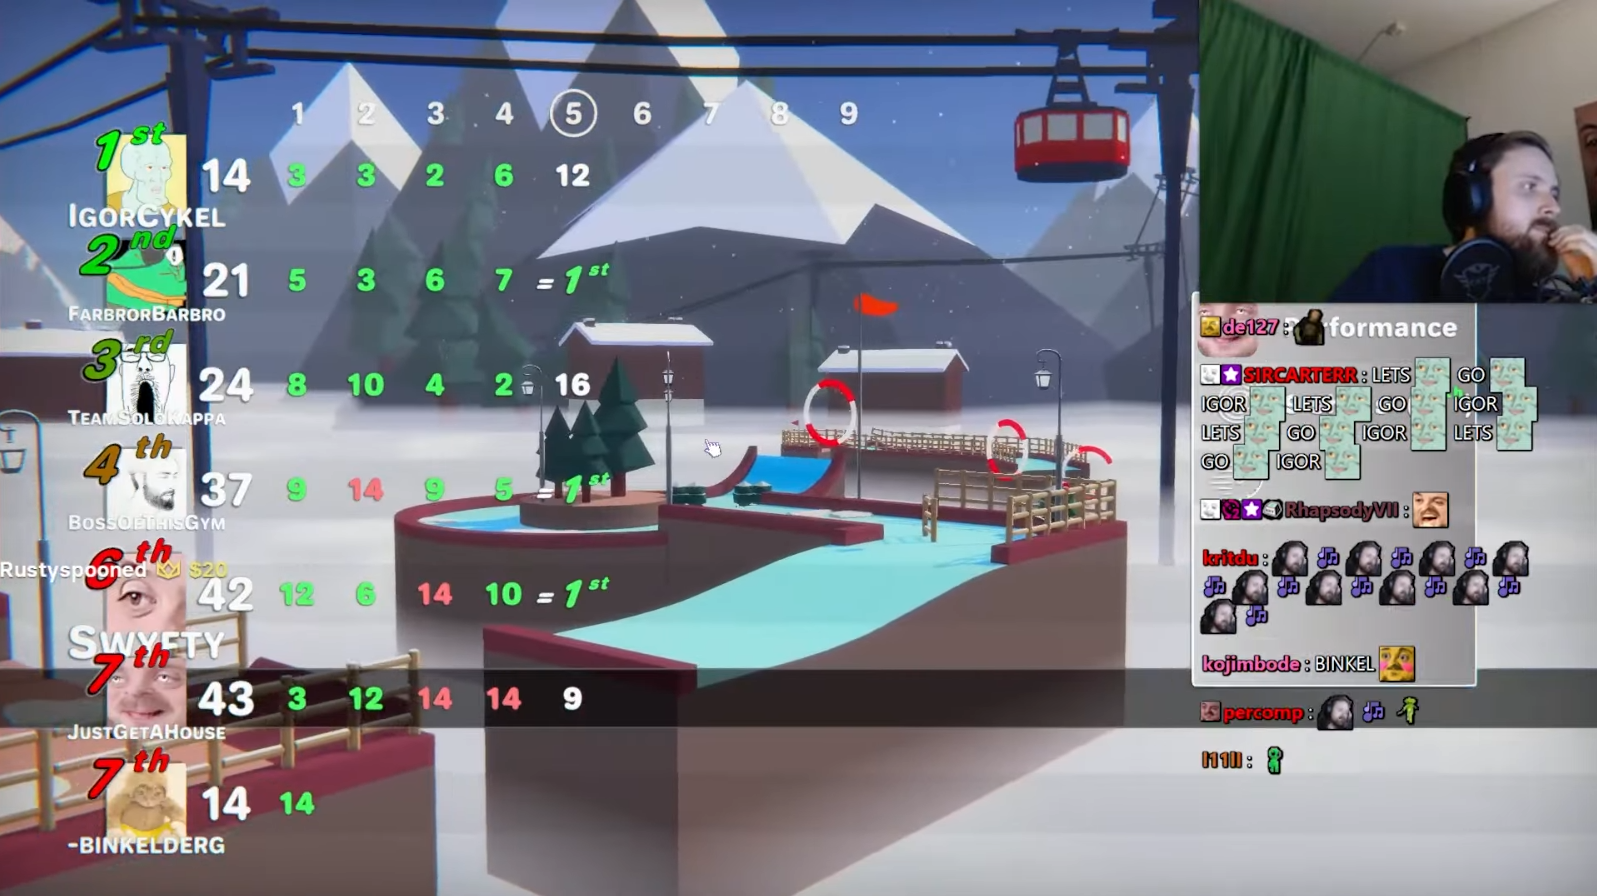 1 2 3 4 5 6 7 8 9
1st
14 3 3 2 6 12
IGORCYKEL
2nd
21 5 3 6 7 = 1st
FARBRORBARBRO
3rd
24 8 10 4 2 16
TEAMSOLOKAPPA
4th
37 9 14 9 5 = 1st
BOSSOFTHISGYM
6th
Rustyspooned $20
42 12 6 14 10 = 1st
SWYFTY
7th
43 3 12 14 14 9
JUSTGETAHOUSE
7th
14 14
-BINKELDERG
de127 :
SIRCARTERR : LETS GO
IGOR LETS GO IGOR
LETS GO IGOR LETS
GO IGOR
RhapsodyVII :
kritdu :
kojimbode : BINKEL
percomp :
l11ll :